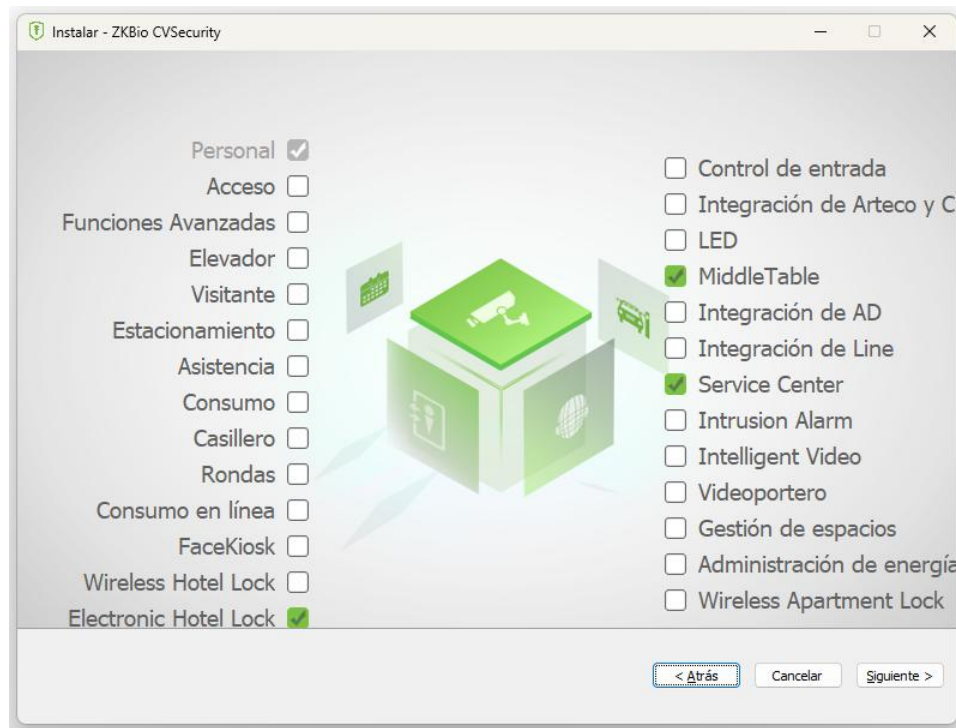 Instalar - ZKBio CVSecurity
Personal
Acceso
Funciones Avanzadas
Elevador
Visitante
Estacionamiento
Asistencia
Consumo
Casillero
Rondas
Consumo en línea
FaceKiosk
Wireless Hotel Lock
Electronic Hotel Lock
Control de entrada
Integración de Arteco y C
LED
MiddleTable
Integración de AD
Integración de Line
Service Center
Intrusion Alarm
Intelligent Video
Videoportero
Gestión de espacios
Administración de energía
Wireless Apartment Lock
< Atrás
Cancelar
Siguiente >